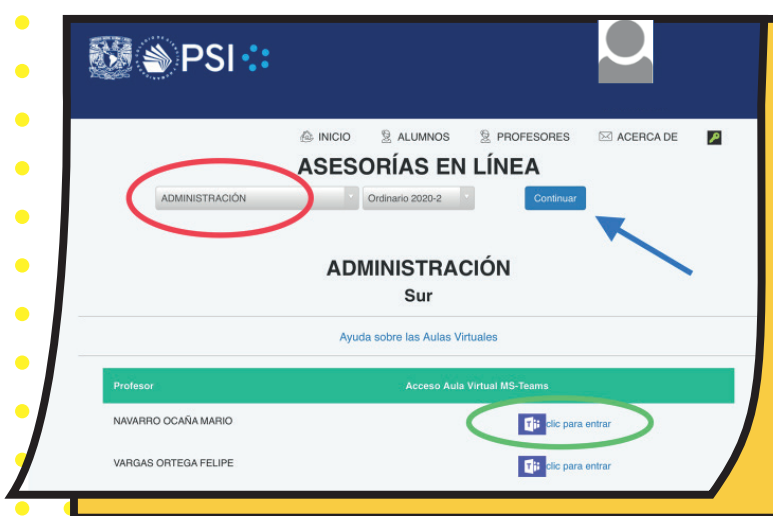 PSI
INICIO ALUMNOS PROFESORES ACERCA DE
ASESORÍAS EN LÍNEA
ADMINISTRACIÓN Ordinario 2020-2 Continuar
ADMINISTRACIÓN
Sur
Ayuda sobre las Aulas Virtuales
Profesor Acceso Aula Virtual MS-Teams
NAVARRO OCAÑA MARIO clic para entrar
VARGAS ORTEGA FELIPE clic para entrar